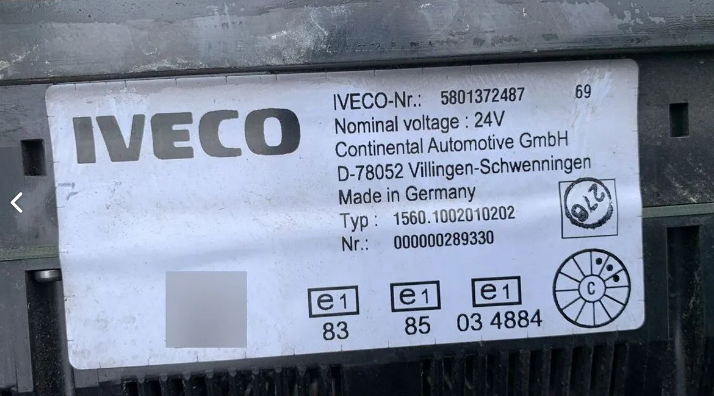 IVECO
IVECO-Nr.: 5801372487 69
Nominal voltage : 24V
Continental Automotive GmbH
D-78052 Villingen-Schwenningen
Made in Germany
Typ : 1560.1002010202
Nr.: 000000289330
276
e1 e1 e1
83 85 03 4884
C